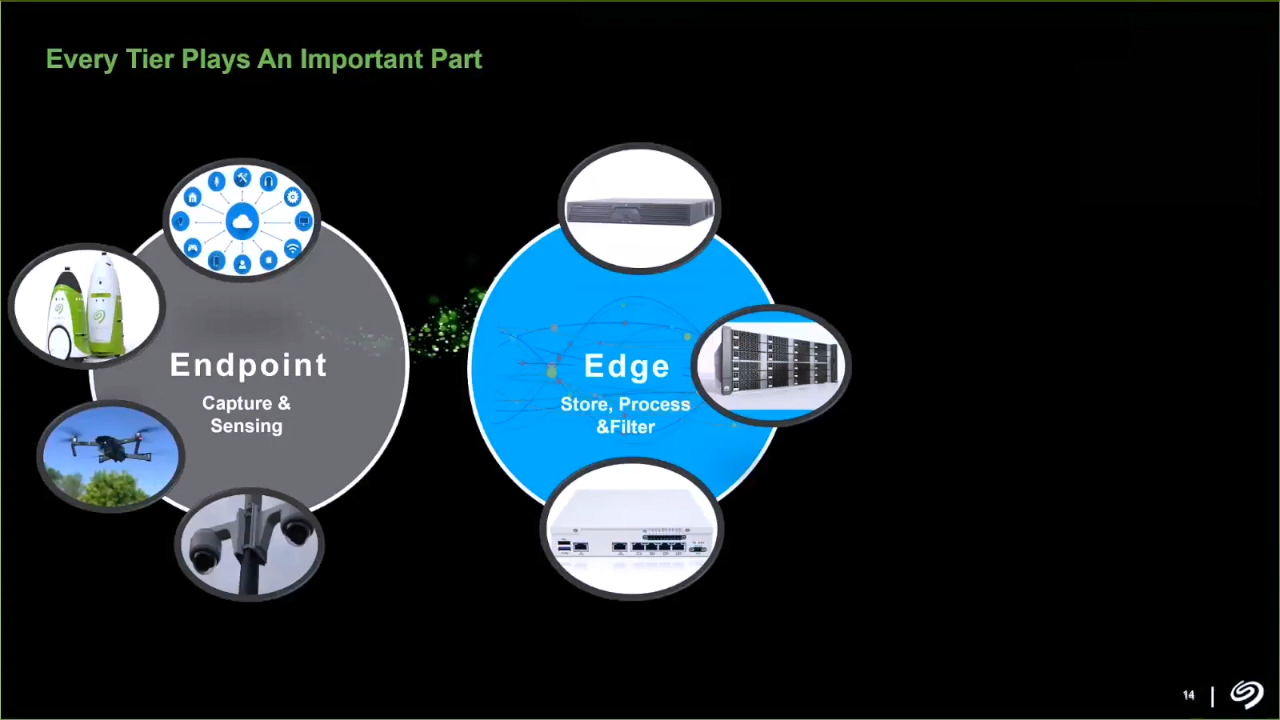 Every Tier Plays An Important Part
Endpoint
Capture &
Sensing
Edge
Store, Process
&Filter
14